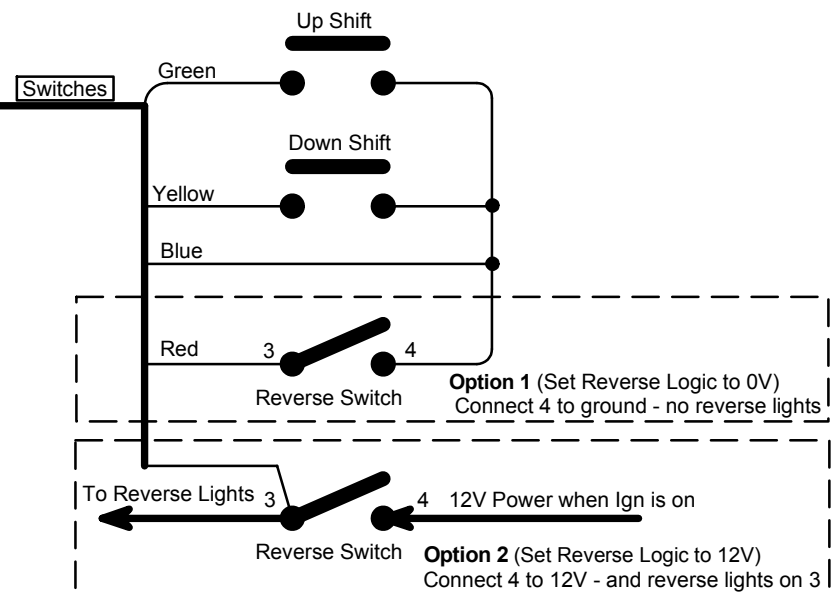 Up Shift
Green
Switches
Down Shift
Yellow
Blue
Red 3 4
Reverse Switch
Option 1 (Set Reverse Logic to 0V)
Connect 4 to ground - no reverse lights
To Reverse Lights 3 4 12V Power when Ign is on
Reverse Switch
Option 2 (Set Reverse Logic to 12V)
Connect 4 to 12V - and reverse lights on 3